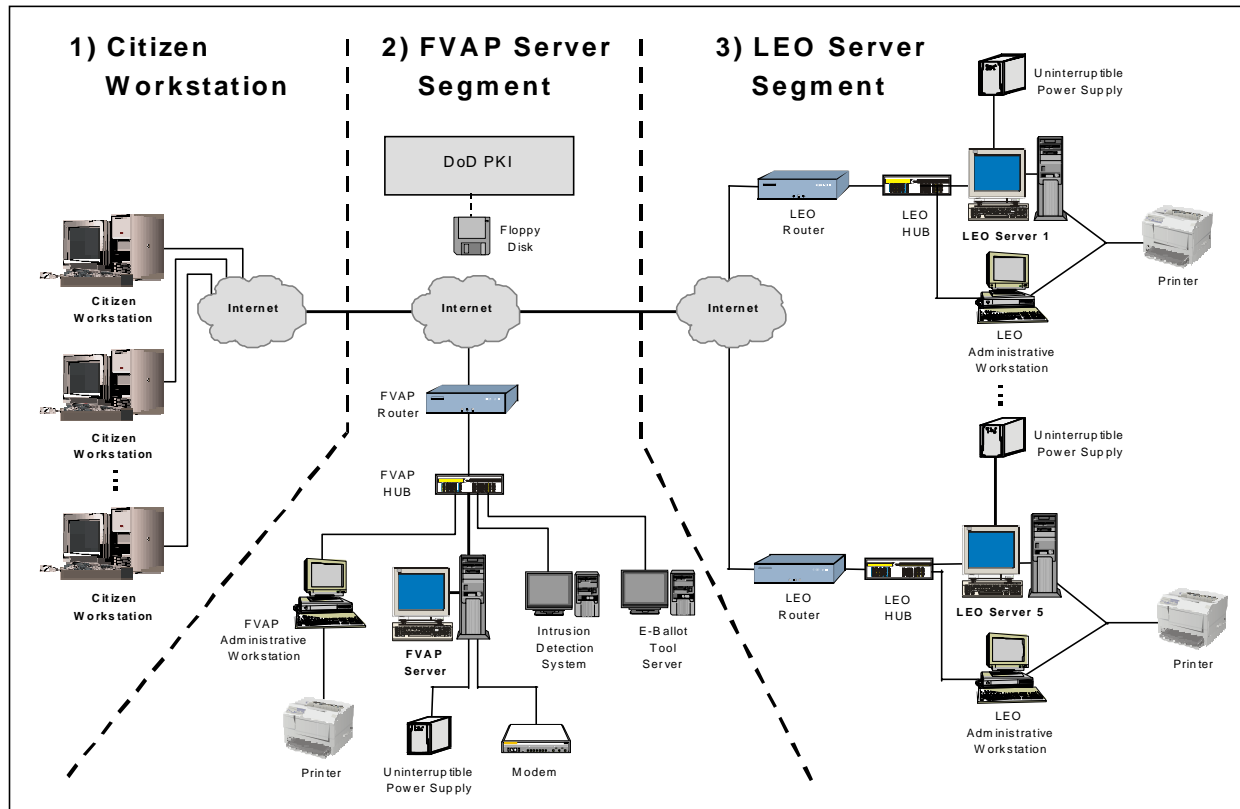 1) Citizen
Workstation
2) FVAP Server
Segment
3) LEO Server
Segment
Citizen
Workstation
Citizen
Workstation
Citizen
Workstation
Internet
DoD PKI
Floppy
Disk
Internet
FVAP
Router
FVAP
HUB
FVAP
Administrative
Workstation
Printer
FVAP
Server
Uninterruptible
Power Supply
Modem
Intrusion
Detection
System
E-Ballot
Tool
Server
Internet
Uninterruptible
Power Supply
LEO
Router
LEO
HUB
LEO Server 1
Printer
LEO
Administrative
Workstation
Uninterruptible
Power Supply
LEO
Router
LEO
HUB
LEO Server 5
Printer
LEO
Administrative
Workstation